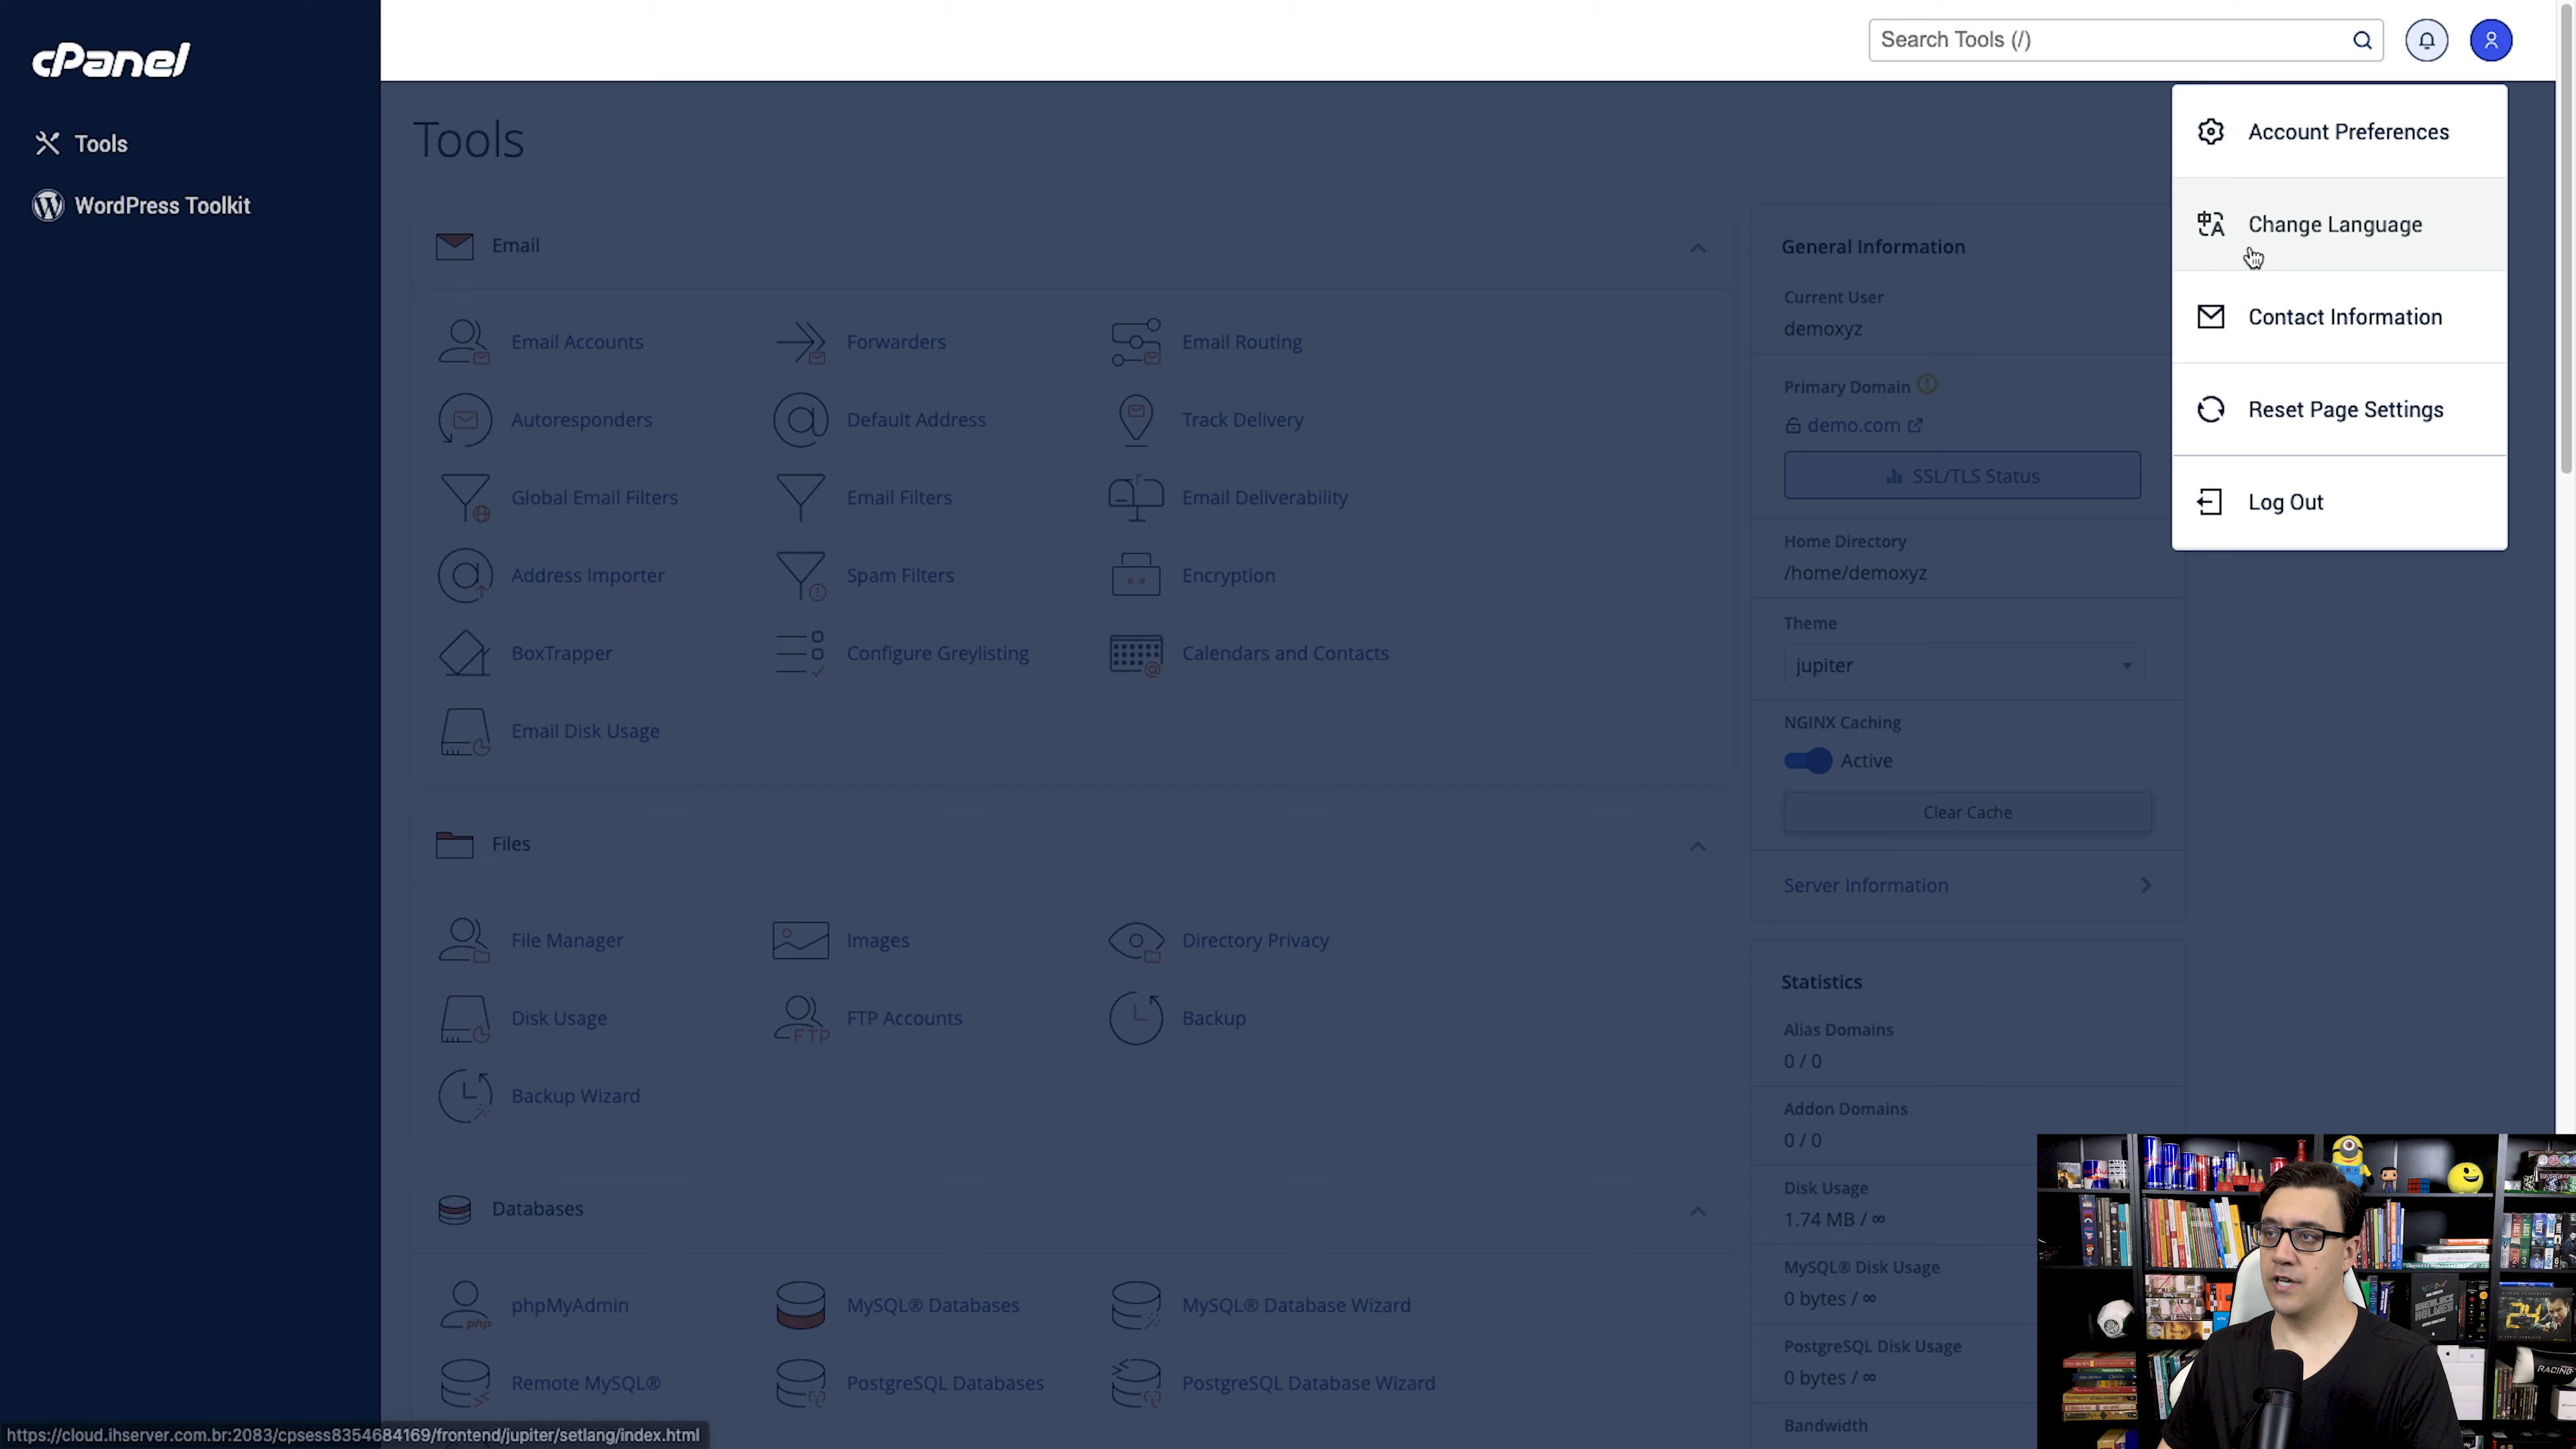 cPanel
Tools
WordPress Toolkit
Search Tools (/)
Account Preferences
Change Language
Contact Information
Reset Page Settings
Log Out
Tools
Email
Email Accounts
Forwarders
Email Routing
Autoresponders
Default Address
Track Delivery
Global Email Filters
Email Filters
Email Deliverability
Address Importer
Spam Filters
Encryption
BoxTrapper
Configure Greylisting
Calendars and Contacts
Email Disk Usage
Files
File Manager
Images
Directory Privacy
Disk Usage
FTP
FTP Accounts
Backup
Backup Wizard
Databases
php
phpMyAdmin
MySQL® Databases
MySQL® Database Wizard
Remote MySQL®
PostgreSQL Databases
PostgreSQL Database Wizard
General Information
Current User
demoxyz
Primary Domain
demo.com
SSL/TLS Status
Home Directory
/home/demoxyz
Theme
jupiter
NGINX Caching
Active
Clear Cache
Server Information
Statistics
Alias Domains
0 / 0
Addon Domains
0 / 0
Disk Usage
1.74 MB / ∞
MySQL® Disk Usage
0 bytes / ∞
PostgreSQL Disk Usage
0 bytes / ∞
Bandwidth
24
RACING
https://cloud.ihserver.com.br:2083/cpsess8354684169/frontend/jupiter/setlang/index.html